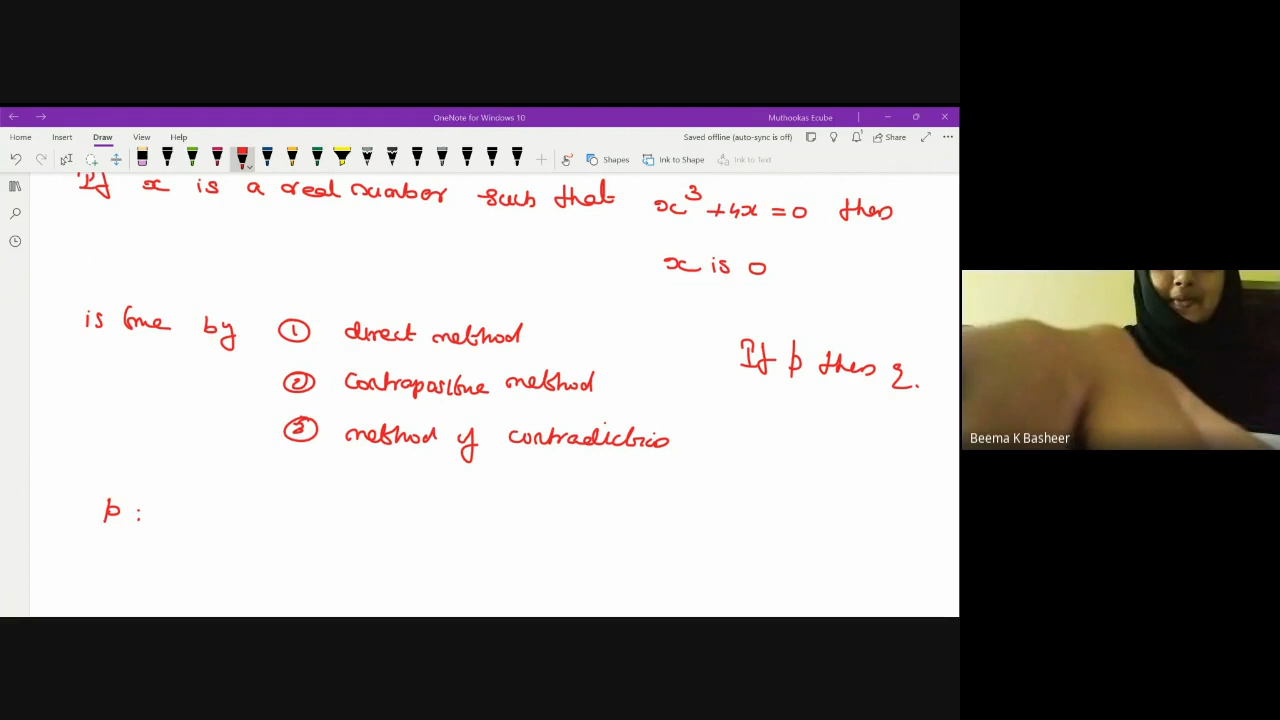 OneNote for Windows 10
Muthookas Ecube
Home Insert Draw View Help
Saved offline (auto-sync is off)
Share
Shapes
Ink to Shape
Ink to Text
If x is a real number such that x³ + 4x = 0 then
x is 0
is true by ① direct method
② contrapositive method
③ method of contradiction
If p then q.
p :
Beema K Basheer